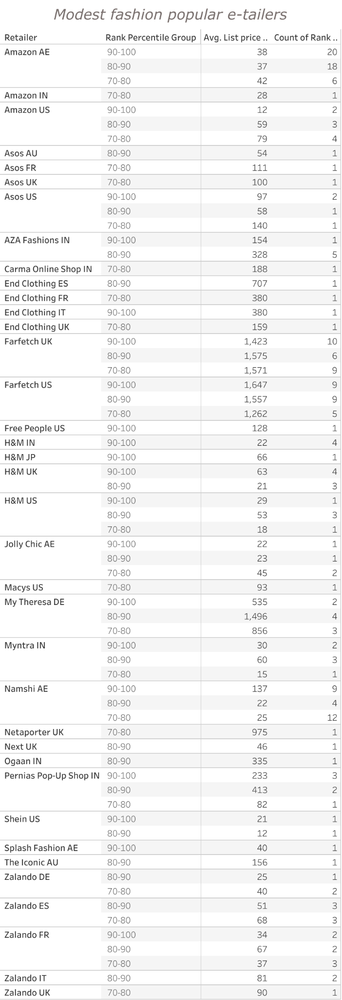 Modest fashion popular e-tailers
Retailer Rank Percentile Group Avg. List price .. Count of Rank ..
Amazon AE 90-100 38 20
80-90 37 18
70-80 42 6
Amazon IN 70-80 28 1
Amazon US 90-100 12 2
80-90 59 3
70-80 79 4
Asos AU 80-90 54 1
Asos FR 70-80 111 1
Asos UK 70-80 100 1
Asos US 90-100 97 2
80-90 58 1
70-80 140 1
AZA Fashions IN 90-100 154 1
80-90 328 5
Carma Online Shop IN 70-80 188 1
End Clothing ES 80-90 707 1
End Clothing FR 70-80 380 1
End Clothing IT 90-100 380 1
End Clothing UK 70-80 159 1
Farfetch UK 90-100 1,423 10
80-90 1,575 6
70-80 1,571 9
Farfetch US 90-100 1,647 9
80-90 1,557 9
70-80 1,262 5
Free People US 90-100 128 1
H&M IN 90-100 22 4
H&M JP 90-100 66 1
H&M UK 90-100 63 4
80-90 21 3
H&M US 90-100 29 1
80-90 53 3
70-80 18 1
Jolly Chic AE 90-100 22 1
80-90 23 1
70-80 45 2
Macys US 70-80 93 1
My Theresa DE 90-100 535 2
80-90 1,496 4
70-80 856 3
Myntra IN 90-100 30 2
80-90 60 3
70-80 15 1
Namshi AE 90-100 137 9
80-90 22 4
70-80 25 12
Netaporter UK 70-80 975 1
Next UK 80-90 46 1
Ogaan IN 80-90 335 1
Pernias Pop-Up Shop IN 90-100 233 3
80-90 413 2
70-80 82 1
Shein US 90-100 21 1
80-90 12 1
Splash Fashion AE 90-100 40 1
The Iconic AU 80-90 156 1
Zalando DE 80-90 25 1
70-80 40 2
Zalando ES 80-90 51 3
70-80 68 3
Zalando FR 90-100 34 2
80-90 67 2
70-80 37 3
Zalando IT 80-90 81 2
Zalando UK 70-80 90 1